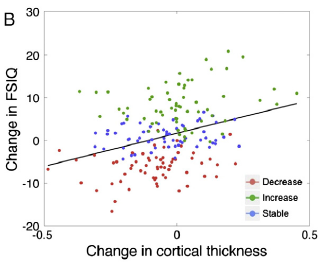 B
Change in FSIQ
30
20
10
0
-10
-20
-0.5
0
0.5
Change in cortical thickness
Decrease
Increase
Stable